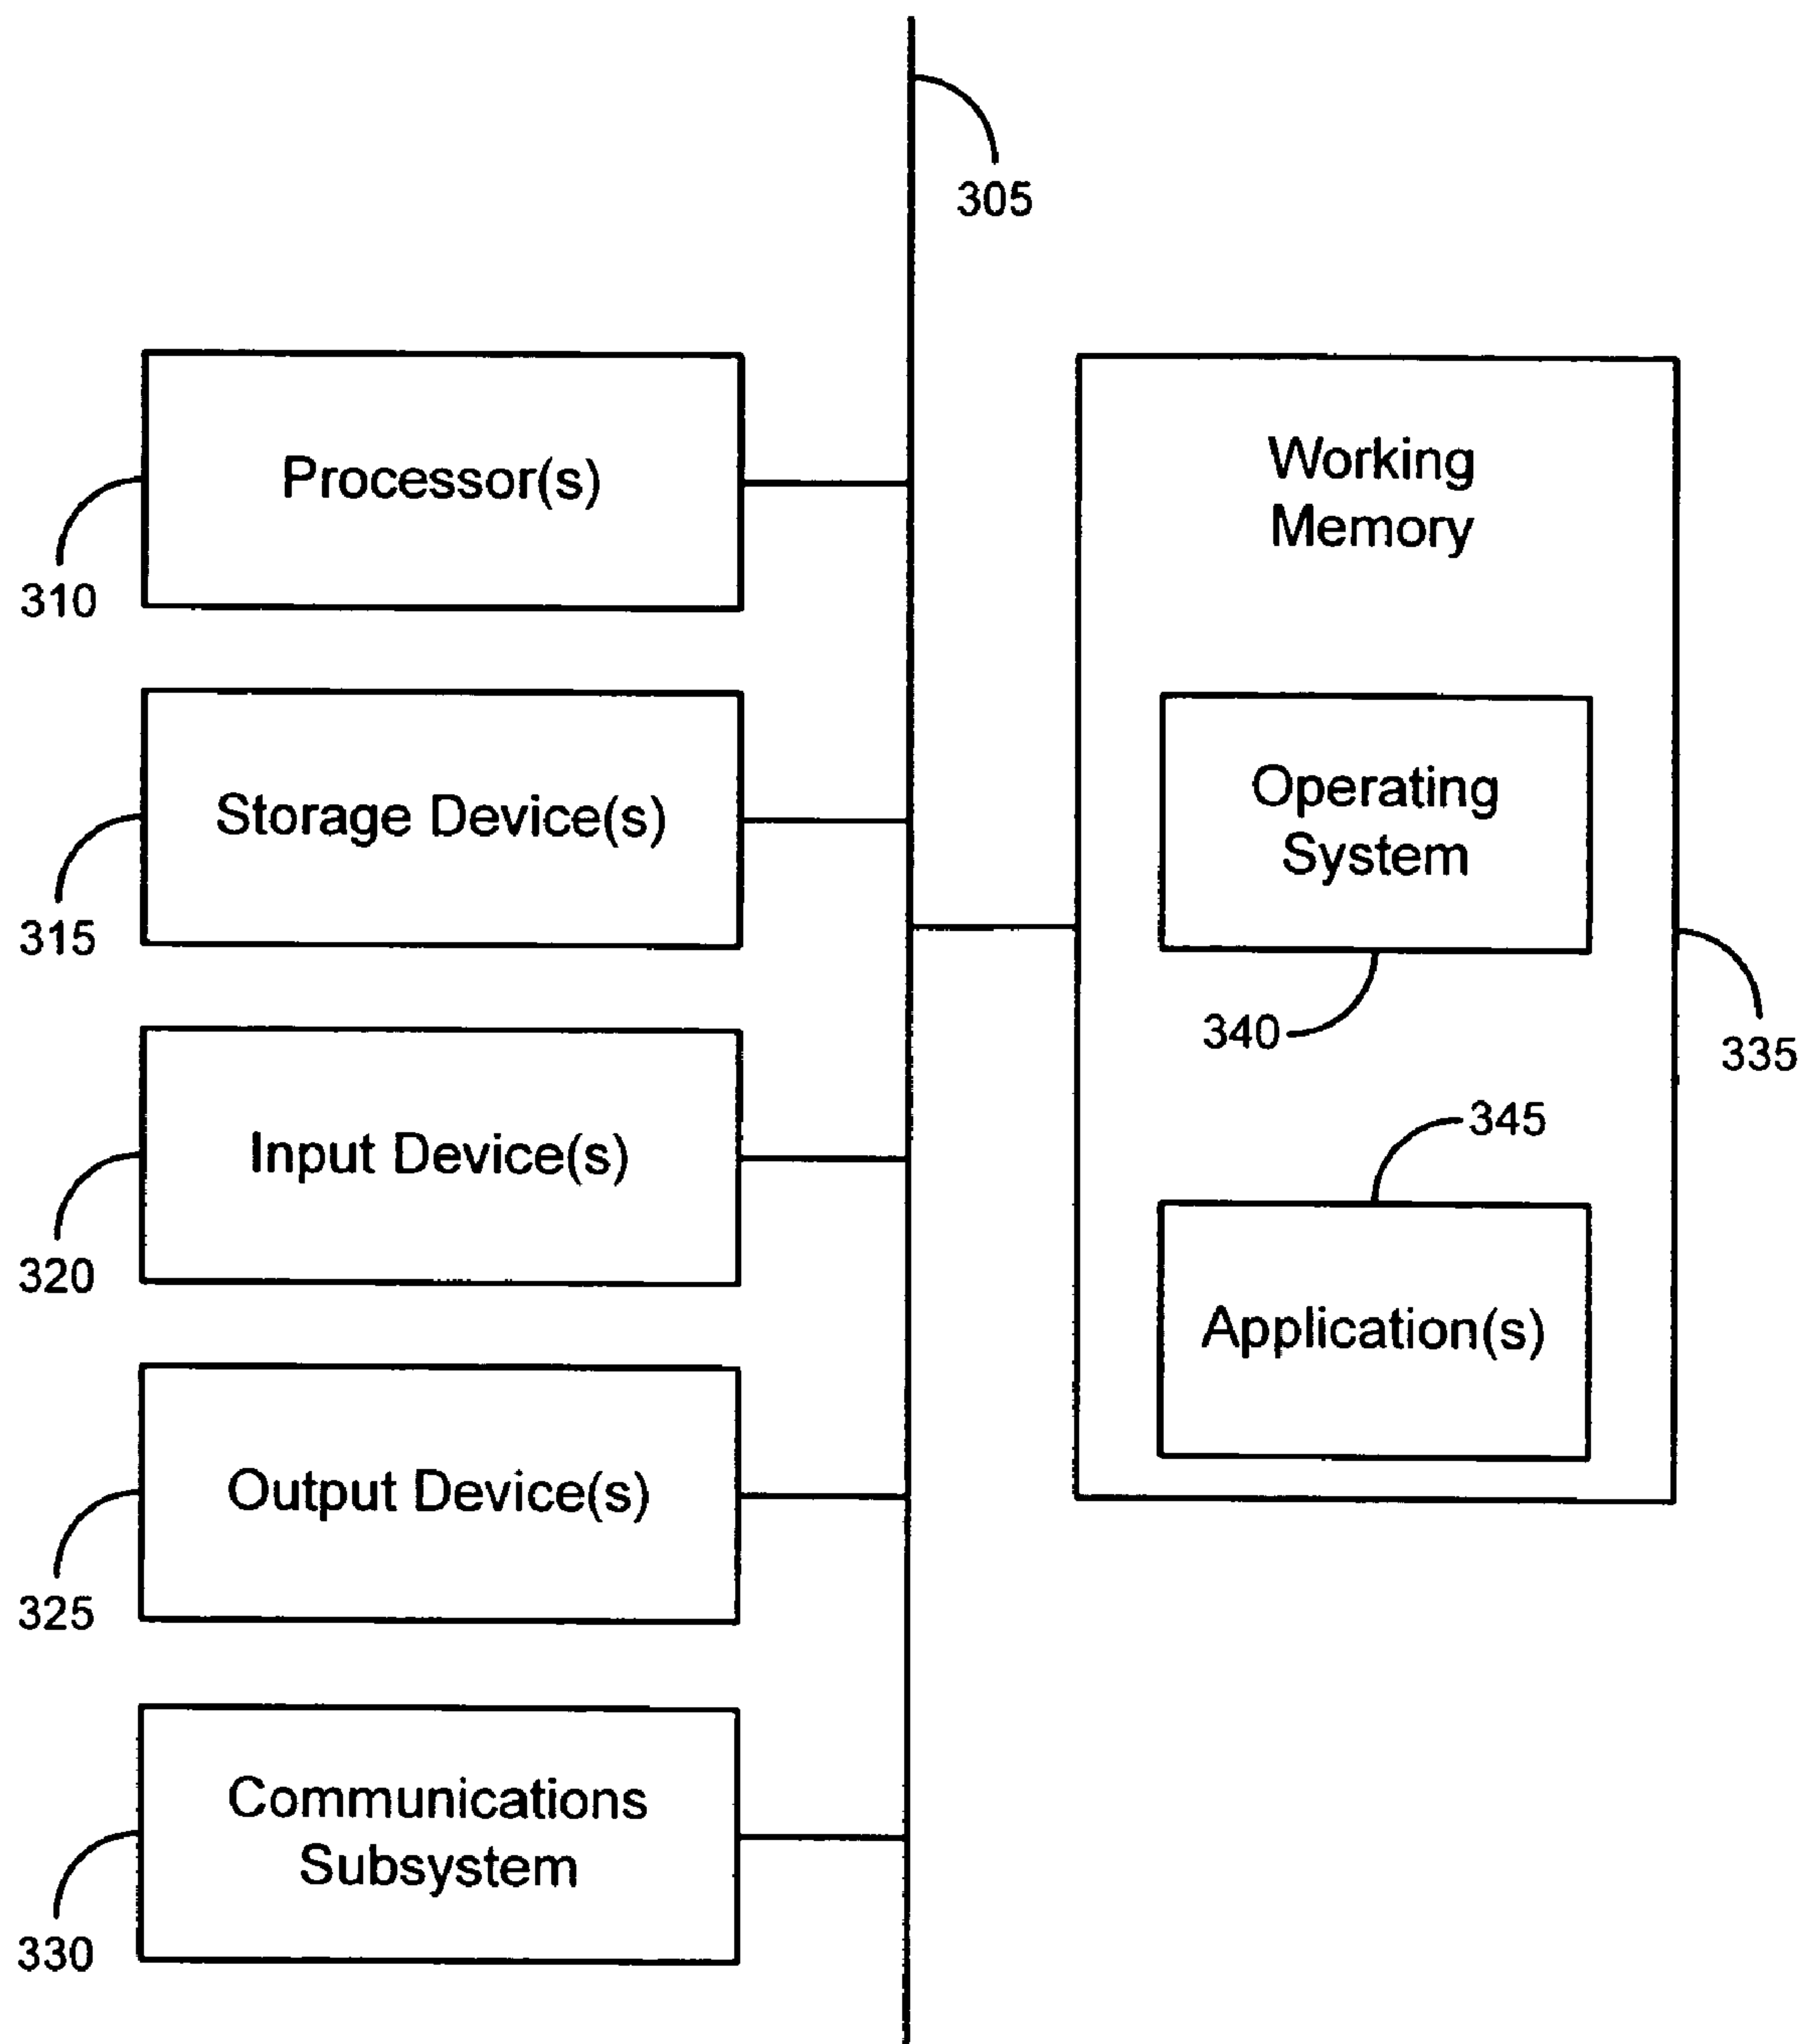 305
Processor(s)
310
Storage Device(s)
315
Input Device(s)
320
Output Device(s)
325
Communications
Subsystem
330
Working
Memory
Operating
System
340
335
345
Application(s)